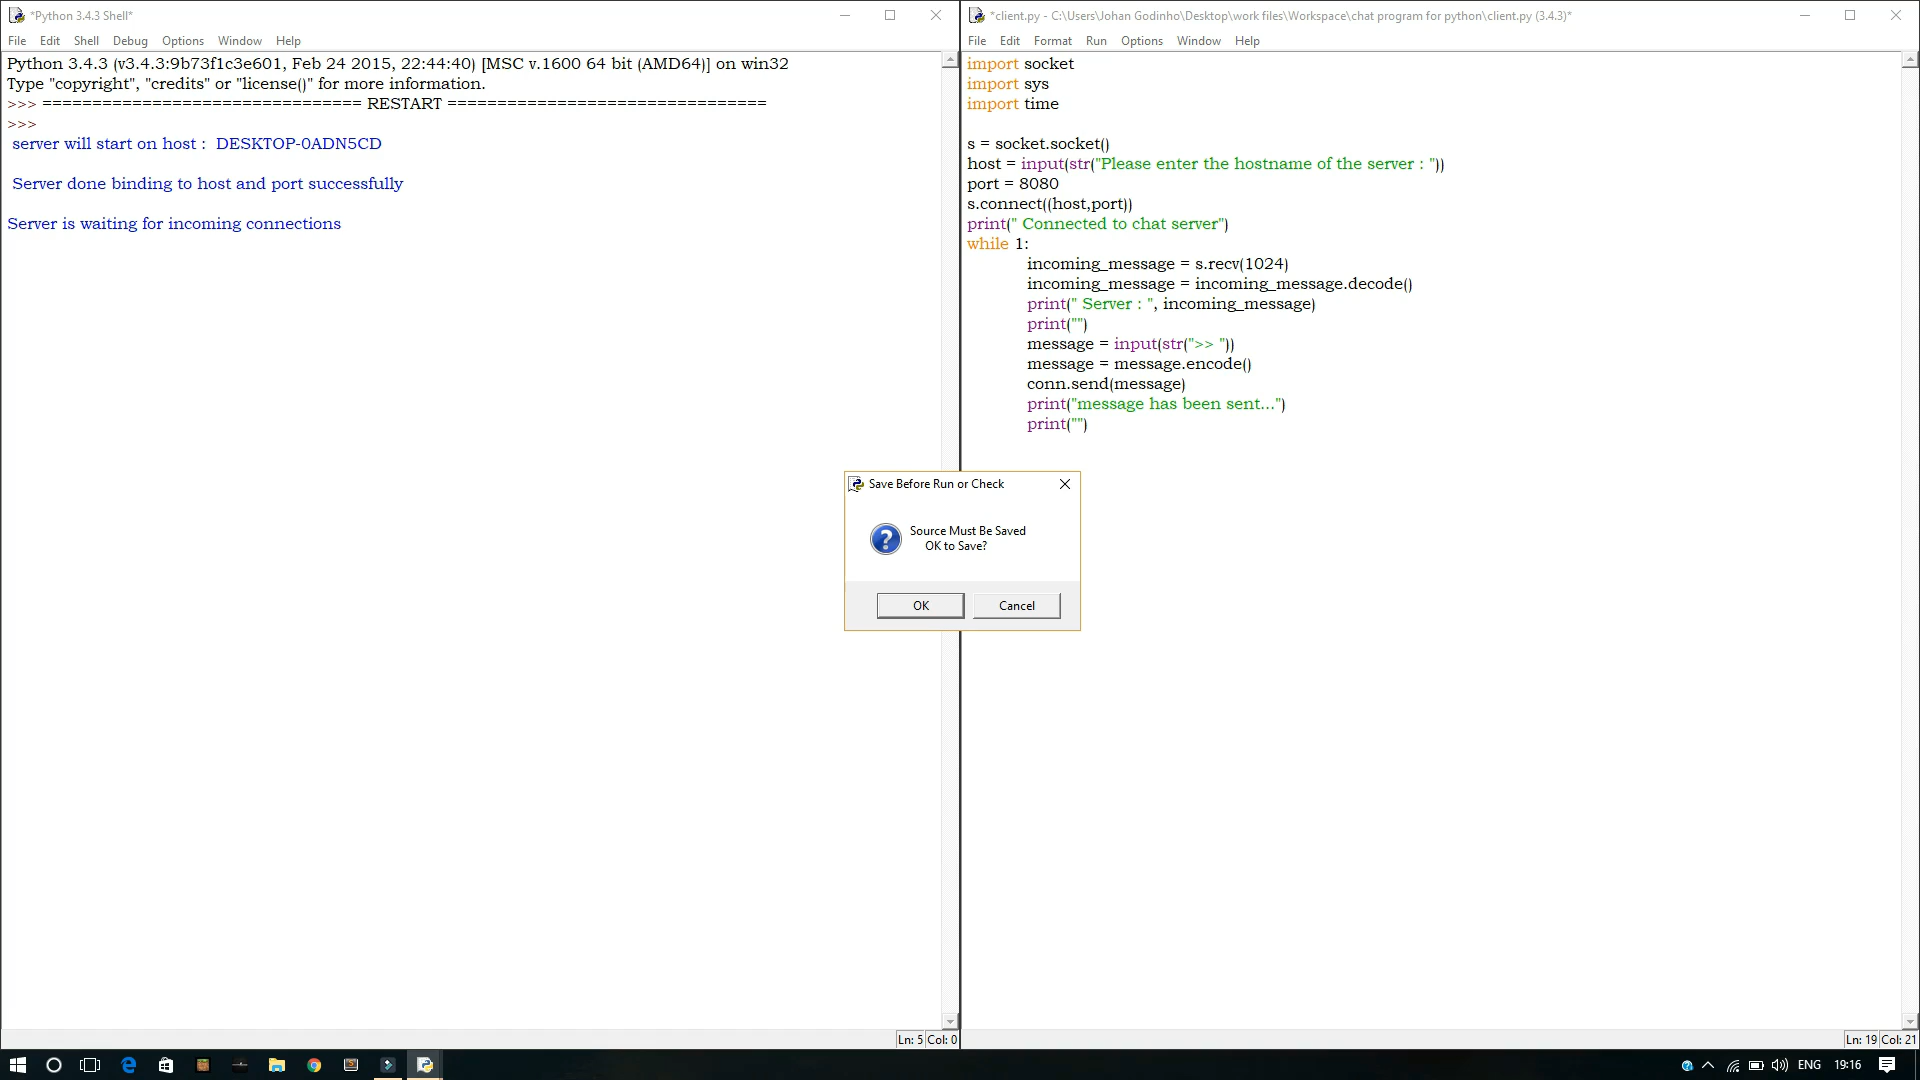 *Python 3.4.3 Shell*
File Edit Shell Debug Options Window Help
Python 3.4.3 (v3.4.3:9b73f1c3e601, Feb 24 2015, 22:44:40) [MSC v.1600 64 bit (AMD64)] on win32
Type "copyright", "credits" or "license()" for more information.
>>> ================================ RESTART ================================
>>>
server will start on host :  DESKTOP-0ADN5CD
Server done binding to host and port successfully
Server is waiting for incoming connections
Ln: 5 Col: 0
*client.py - C:\Users\Johan Godinho\Desktop\work files\Workspace\chat program for python\client.py (3.4.3)*
File Edit Format Run Options Window Help
import socket
import sys
import time
s = socket.socket()
host = input(str("Please enter the hostname of the server : "))
port = 8080
s.connect((host,port))
print(" Connected to chat server")
while 1:
incoming_message = s.recv(1024)
incoming_message = incoming_message.decode()
print(" Server : ", incoming_message)
print("")
message = input(str(">> "))
message = message.encode()
conn.send(message)
print("message has been sent...")
print("")
Ln: 19 Col: 21
Save Before Run or Check
Source Must Be Saved
OK to Save?
OK Cancel
ENG 19:16